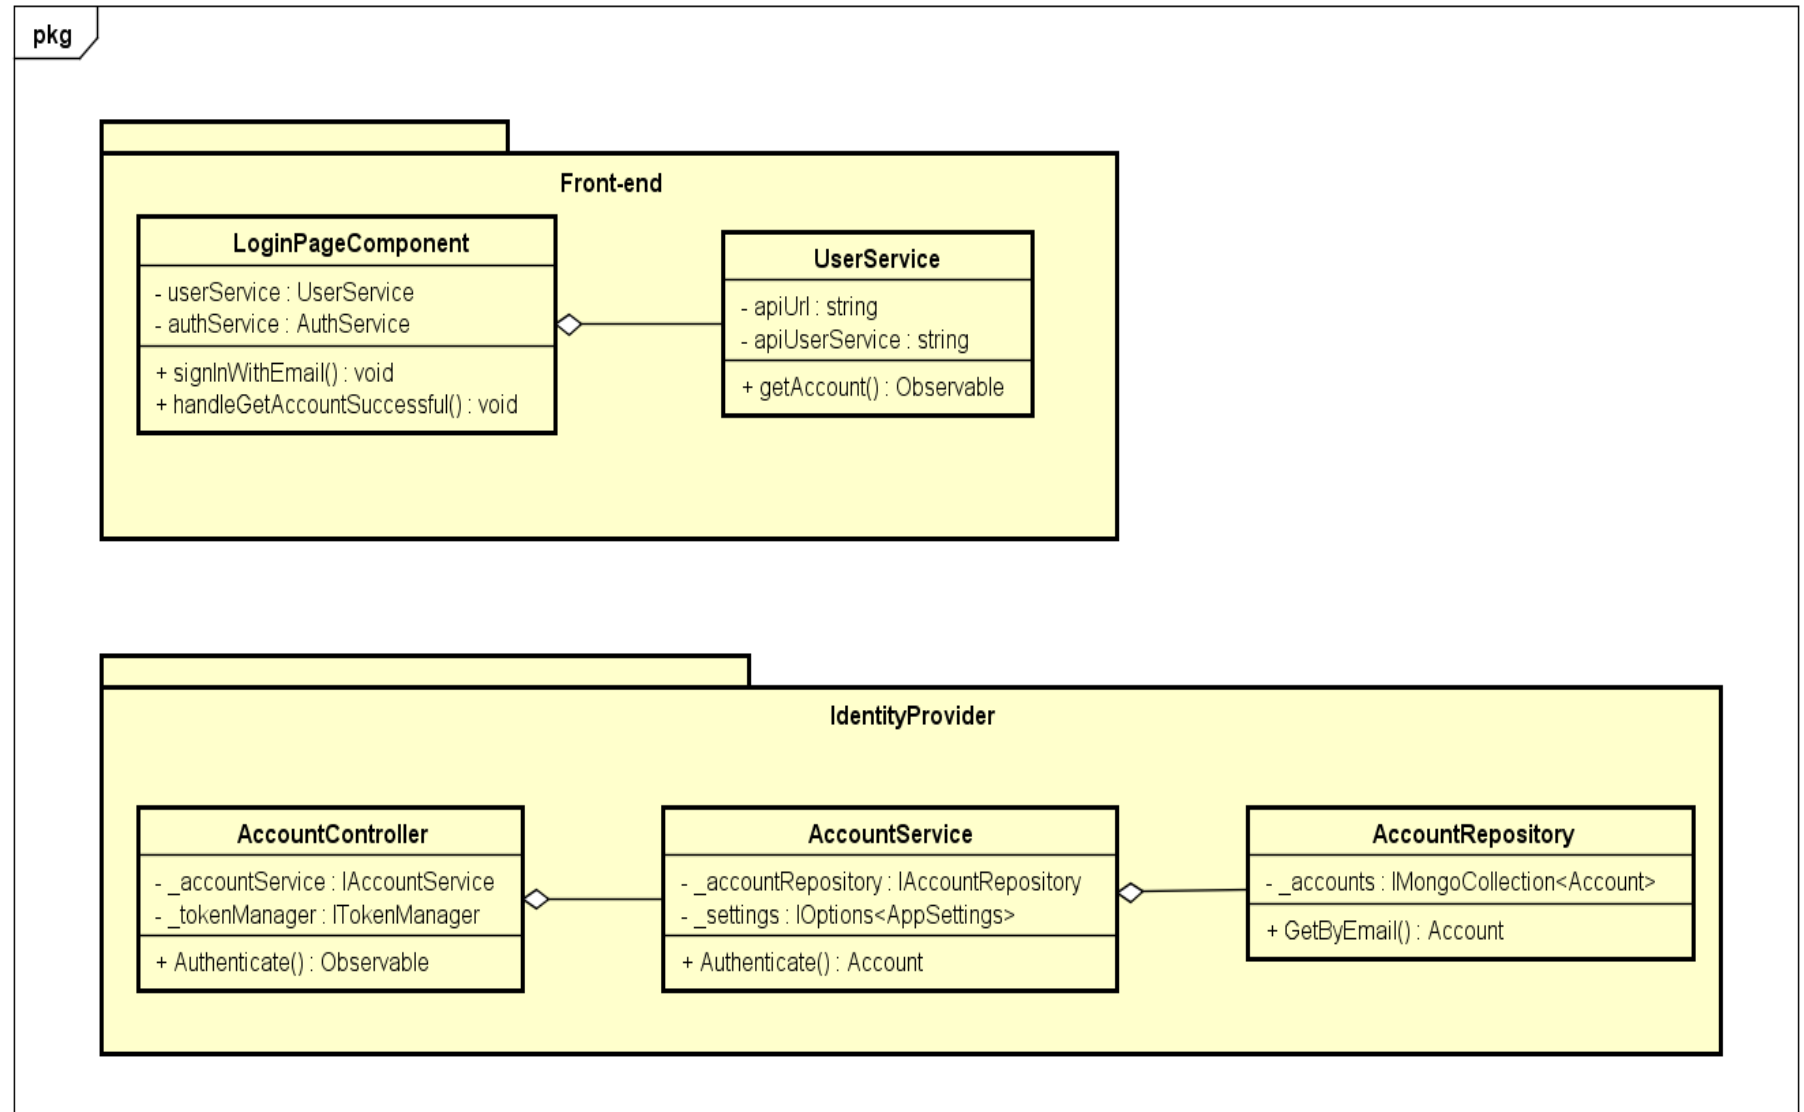 pkg
Front-end
LoginPageComponent
- userService : UserService
- authService : AuthService
+ signInWithEmail() : void
+ handleGetAccountSuccessful() : void
UserService
- apiUrl : string
- apiUserService : string
+ getAccount() : Observable
IdentityProvider
AccountController
- _accountService : IAccountService
- _tokenManager : ITokenManager
+ Authenticate() : Observable
AccountService
- _accountRepository : IAccountRepository
- _settings : IOptions<AppSettings>
+ Authenticate() : Account
AccountRepository
- _accounts : IMongoCollection<Account>
+ GetByEmail() : Account